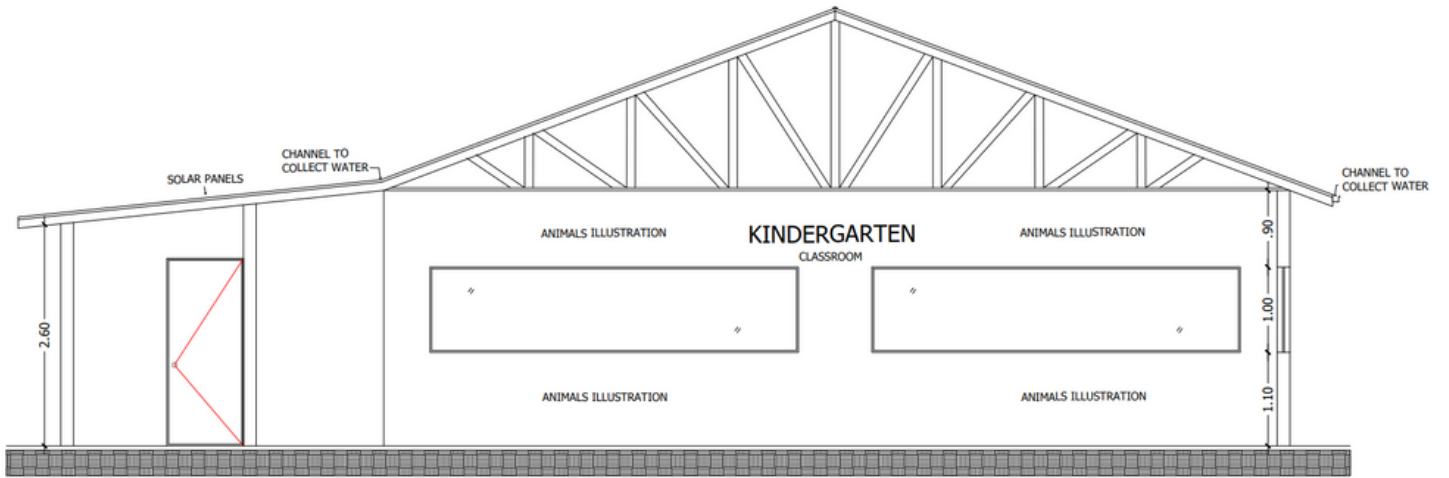 CHANNEL TO
COLLECT WATER
SOLAR PANELS
CHANNEL TO
COLLECT WATER
ANIMALS ILLUSTRATION
KINDERGARTEN
CLASSROOM
ANIMALS ILLUSTRATION
.90
1.00
2.60
ANIMALS ILLUSTRATION
ANIMALS ILLUSTRATION
1.10